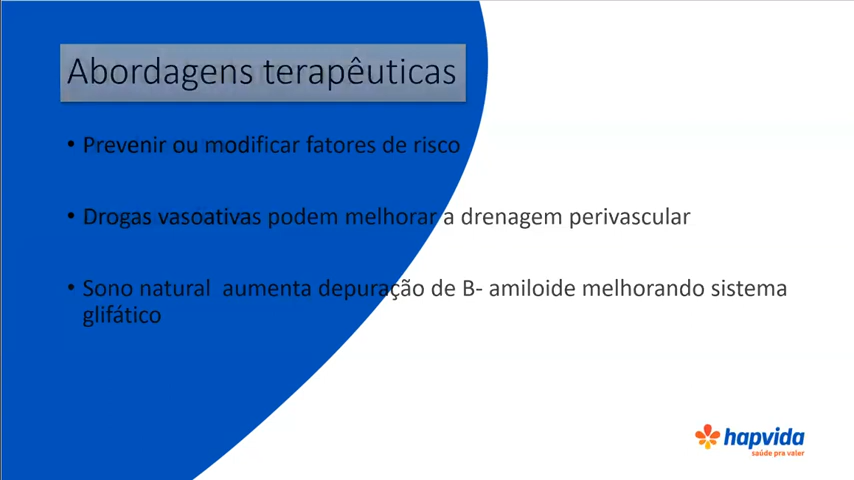 Abordagens terapêuticas
• Prevenir ou modificar fatores de risco
• Drogas vasoativas podem melhorar a drenagem perivascular
• Sono natural aumenta depuração de B- amiloide melhorando sistema
glifático
hapvida
saúde pra valer